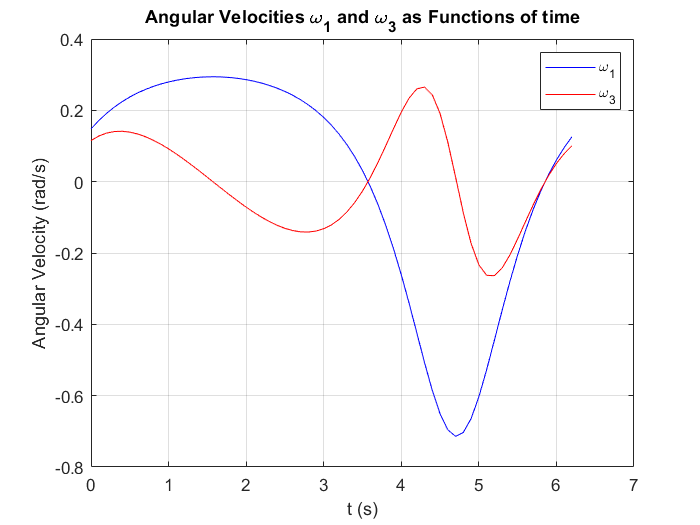 Angular Velocities ω₁ and ω₃ as Functions of time
0.4
0.2
0
-0.2
-0.4
-0.6
-0.8
Angular Velocity (rad/s)
ω₁
ω₃
0 1 2 3 4 5 6 7
t (s)